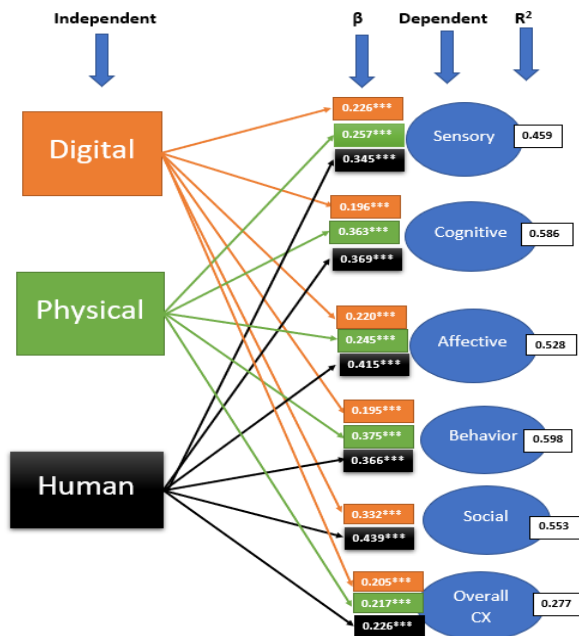 Independent
β
Dependent
R²
Digital
Physical
Human
0.226***
0.257***
0.345***
Sensory
0.459
0.196***
0.363***
0.369***
Cognitive
0.586
0.220***
0.245***
0.415***
Affective
0.528
0.195***
0.375***
0.366***
Behavior
0.598
0.332***
0.439***
Social
0.553
0.205***
0.217***
0.226***
Overall
CX
0.277